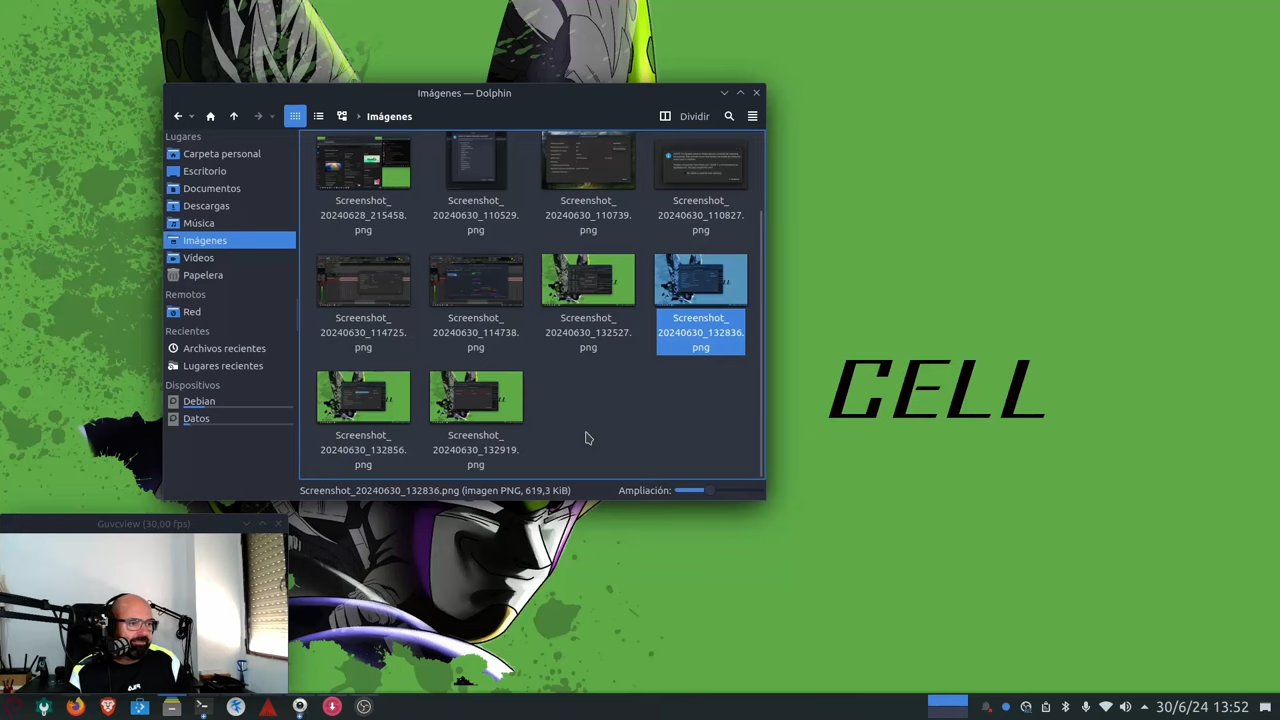 Imágenes — Dolphin
Imágenes
Dividir
Lugares
Carpeta personal
Escritorio
Documentos
Descargas
Música
Imágenes
Vídeos
Papelera
Remotos
Red
Recientes
Archivos recientes
Lugares recientes
Dispositivos
Debian
Datos
Screenshot_
20240628_215458.
png
Screenshot_
20240630_110529.
png
Screenshot_
20240630_110739.
png
Screenshot_
20240630_110827.
png
Screenshot_
20240630_114725.
png
Screenshot_
20240630_114738.
png
Screenshot_
20240630_132527.
png
Screenshot_
20240630_132836.
png
Screenshot_
20240630_132856.
png
Screenshot_
20240630_132919.
png
Screenshot_20240630_132836.png (imagen PNG, 619,3 KiB)
Ampliación:
CELL
Guvcview (30,00 fps)
30/6/24 13:52